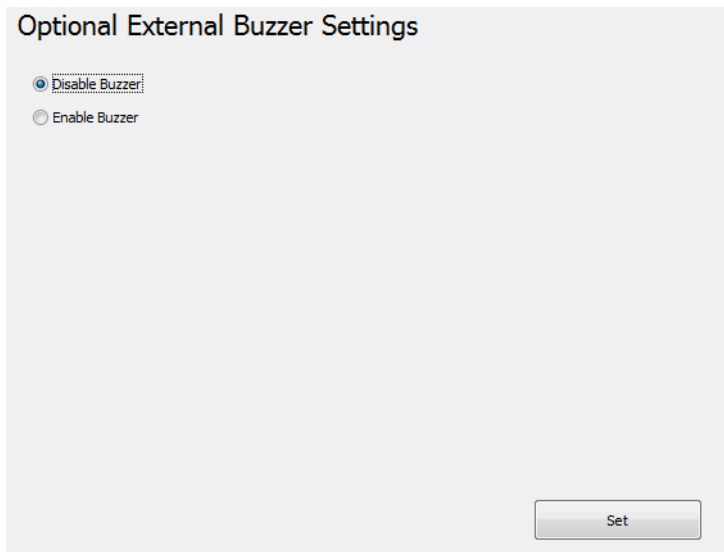 Optional External Buzzer Settings
Disable Buzzer
Enable Buzzer
Set